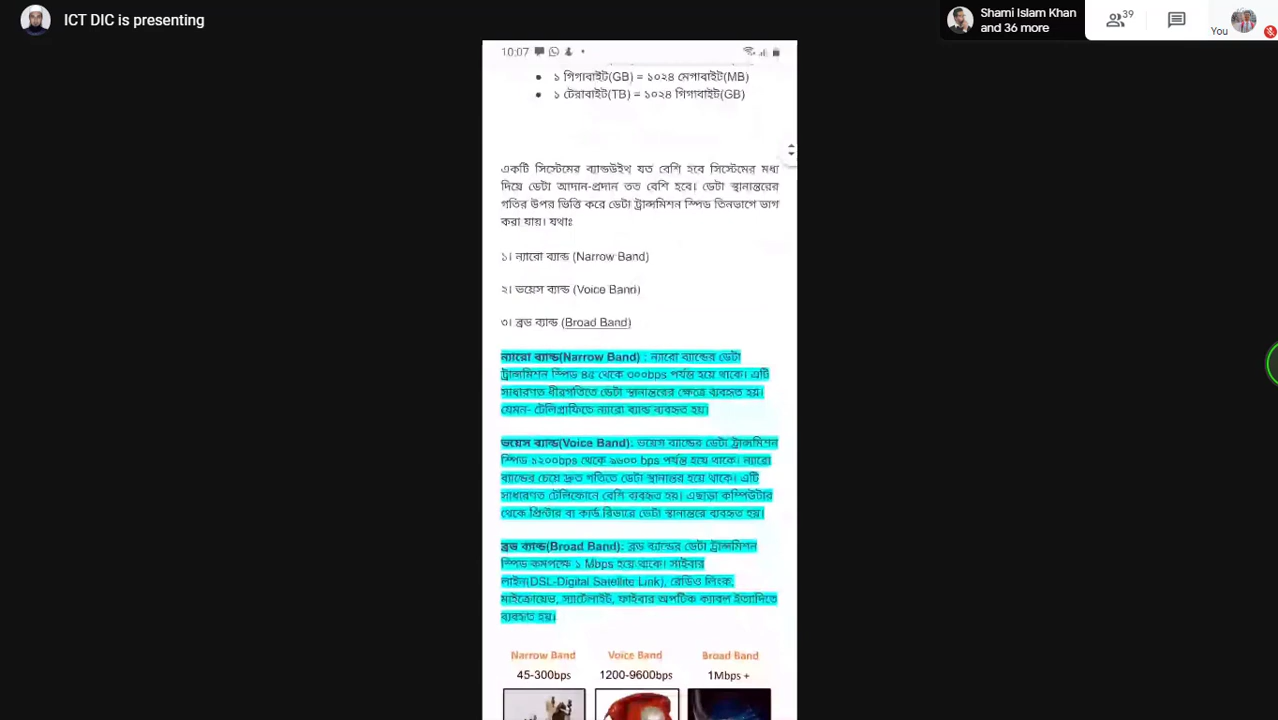 ICT DIC is presenting
Shami Islam Khan
and 36 more
39
You
10:07
১ গিগাবাইট(GB) = ১০২৪ মেগাবাইট(MB)
১ টেরাবাইট(TB) = ১০২৪ গিগাবাইট(GB)
একটি সিস্টেমের ব্যান্ডউইথ যত বেশি হবে সিস্টেমের মধ্য
দিয়ে ডেটা আদান-প্রদান তত বেশি হবে। ডেটা স্থানান্তরের
গতির উপর ভিত্তি করে ডেটা ট্রান্সমিশন স্পিড তিনভাগে ভাগ
করা যায়। যথাঃ
১। ন্যারো ব্যান্ড (Narrow Band)
২। ভয়েস ব্যান্ড (Voice Band)
৩। ব্রড ব্যান্ড (Broad Band)
ন্যারো ব্যান্ড(Narrow Band) : ন্যারো ব্যান্ডের ডেটা
ট্রান্সমিশন স্পিড ৪৫ থেকে ৩০০bps পর্যন্ত হয়ে থাকে। এটি
সাধারণত ধীরগতিতে ডেটা স্থানান্তরের ক্ষেত্রে ব্যবহৃত হয়।
যেমন- টেলিগ্রাফিতে ন্যারো ব্যান্ড ব্যবহৃত হয়।
ভয়েস ব্যান্ড(Voice Band): ভয়েস ব্যান্ডের ডেটা ট্রান্সমিশন
স্পিড ১২০০bps থেকে ৯৬০০ bps পর্যন্ত হয়ে থাকে। ন্যারো
ব্যান্ডের চেয়ে দ্রুত গতিতে ডেটা স্থানান্তর হয়ে থাকে। এটি
সাধারণত টেলিফোনে বেশি ব্যবহৃত হয়। এছাড়া কম্পিউটার
থেকে প্রিন্টার বা কার্ড রিডারে ডেটা স্থানান্তরে ব্যবহৃত হয়।
ব্রড ব্যান্ড(Broad Band): ব্রড ব্যান্ডের ডেটা ট্রান্সমিশন
স্পিড কমপক্ষে ১ Mbps হয়ে থাকে। সাইবার
লাইন(DSL-Digital Satellite Link), রেডিও লিংক,
মাইক্রোয়েভ, স্যাটেলাইট, ফাইবার অপটিক ক্যাবল ইত্যাদিতে
ব্যবহৃত হয়।
Narrow Band Voice Band Broad Band
45-300bps 1200-9600bps 1Mbps +